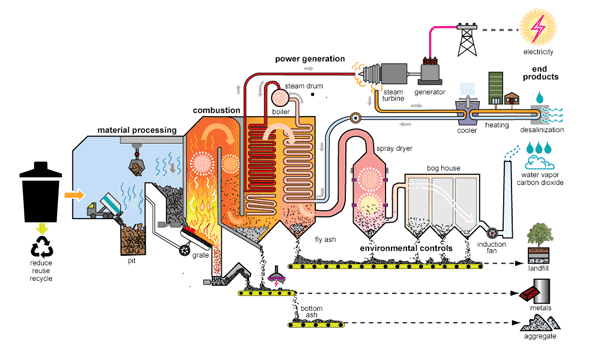 power generation
electricity
steam drum
steam
turbine
generator
end
products
boiler
combustion
cooler
heating
desalinization
material processing
spray dryer
bog house
water vapor
carbon dioxide
reduce
reuse
recycle
pit
grate
fly ash
environmental controls
induction
fan
landfill
metals
bottom
ash
aggregate